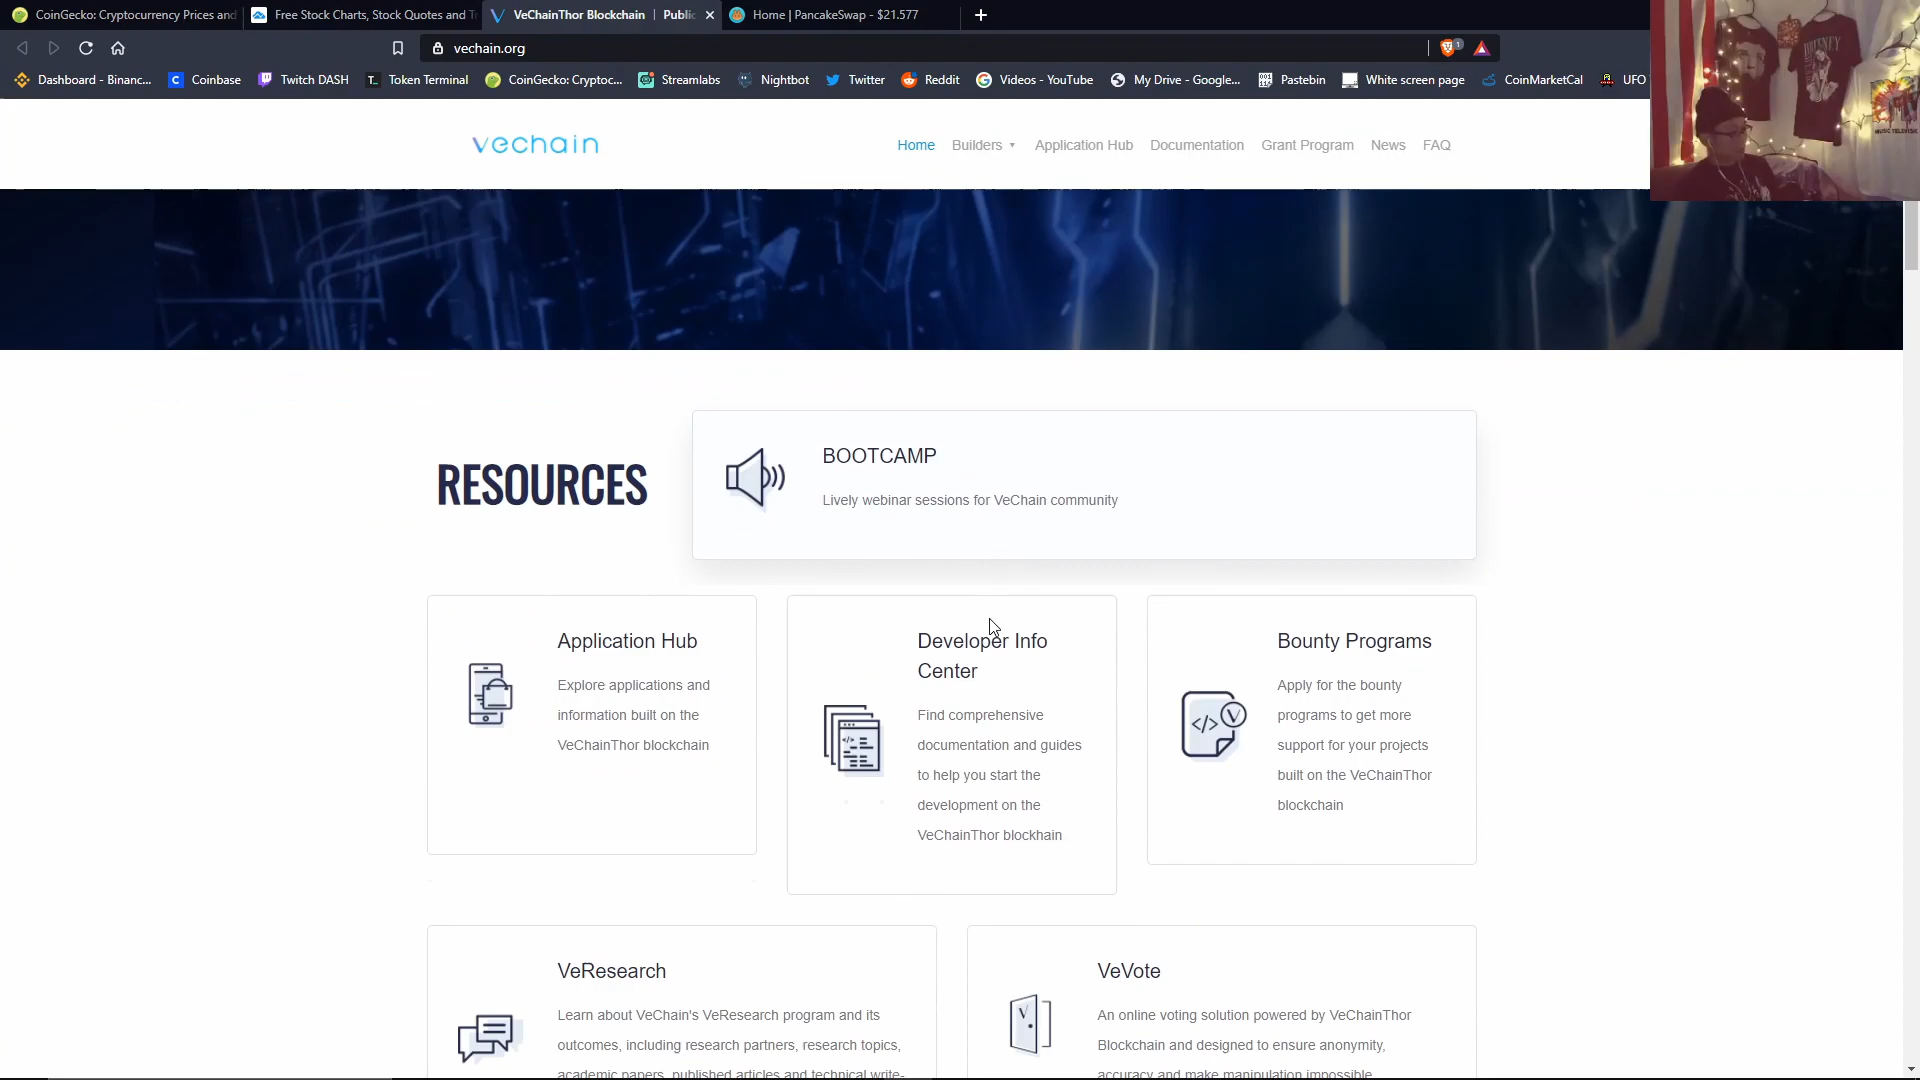 CoinGecko: Cryptocurrency Prices and
Free Stock Charts, Stock Quotes and T
VeChainThor Blockchain | Public
Home | PancakeSwap - $21.577
vechain.org
1
Dashboard - Binanc...
Coinbase
Twitch DASH
Token Terminal
CoinGecko: Cryptoc...
Streamlabs
Nightbot
Twitter
Reddit
Videos - YouTube
My Drive - Google...
Pastebin
White screen page
CoinMarketCal
UFO
vechain
Home
Builders
Application Hub
Documentation
Grant Program
News
FAQ
RESOURCES
BOOTCAMP
Lively webinar sessions for VeChain community
Application Hub
Explore applications and
information built on the
VeChainThor blockchain
Developer Info
Center
Find comprehensive
documentation and guides
to help you start the
development on the
VeChainThor blockhain
Bounty Programs
Apply for the bounty
programs to get more
support for your projects
built on the VeChainThor
blockchain
VeResearch
Learn about VeChain's VeResearch program and its
outcomes, including research partners, research topics,
academic papers, published articles and technical write-
VeVote
An online voting solution powered by VeChainThor
Blockchain and designed to ensure anonymity,
accuracy and make manipulation impossible
MUSIC TELEVISION